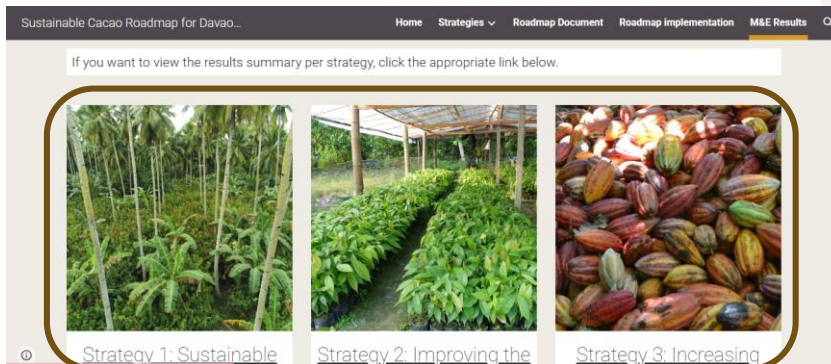 Sustainable Cacao Roadmap for Davao... Home Strategies Roadmap Document Roadmap implementation M&E Results
If you want to view the results summary per strategy, click the appropriate link below.
Strategy 1: Sustainable Strategy 2: Improving the Strategy 3: Increasing